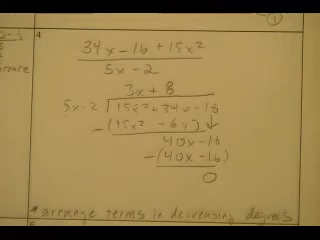 4
34x - 16 + 15x²
5x - 2
3x + 8
5x-2 √15x² + 34x - 16
-(15x² - 6x) ↓
40x - 16
-(40x - 16)
0
* arrange terms in decreasing degrees